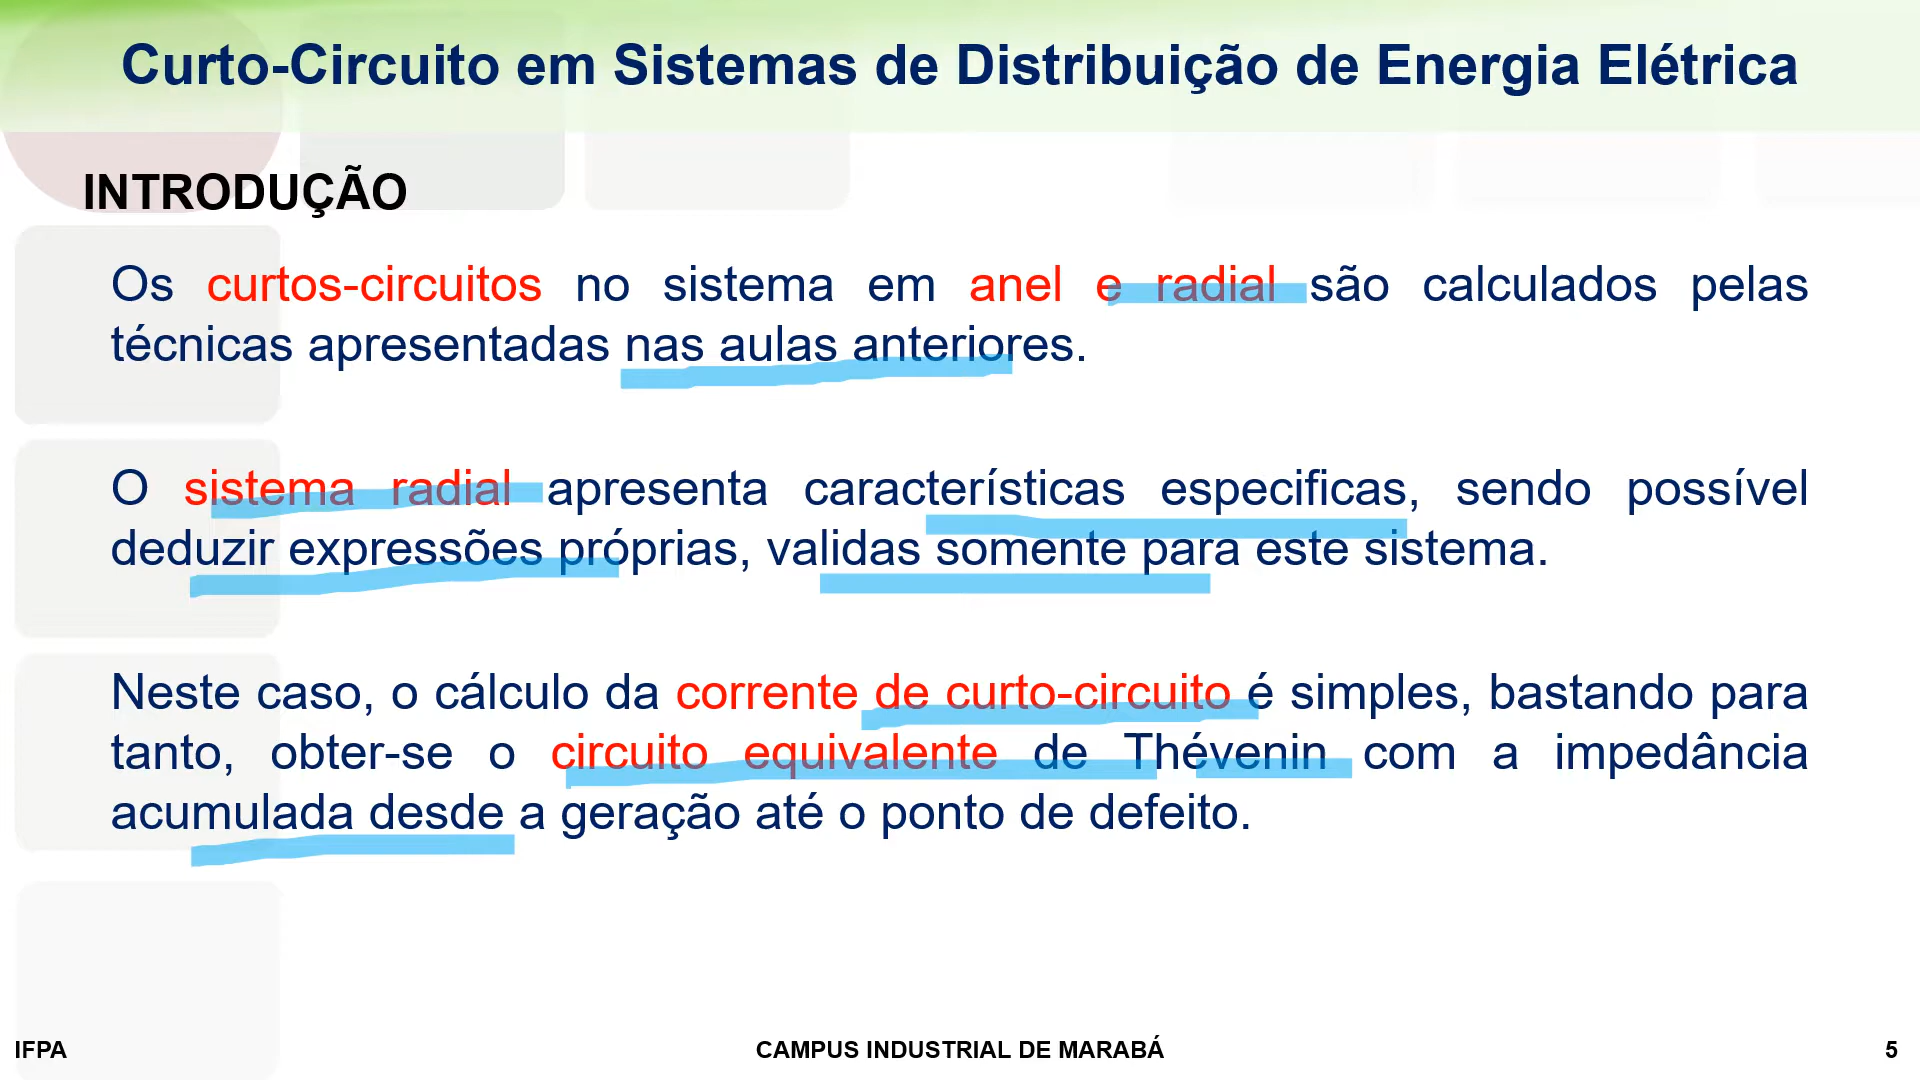 Curto-Circuito em Sistemas de Distribuição de Energia Elétrica
INTRODUÇÃO
Os curtos-circuitos no sistema em anel e radial são calculados pelas
técnicas apresentadas nas aulas anteriores.
O sistema radial apresenta características especificas, sendo possível
deduzir expressões próprias, validas somente para este sistema.
Neste caso, o cálculo da corrente de curto-circuito é simples, bastando para
tanto, obter-se o circuito equivalente de Thévenin com a impedância
acumulada desde a geração até o ponto de defeito.
IFPA
CAMPUS INDUSTRIAL DE MARABÁ
5